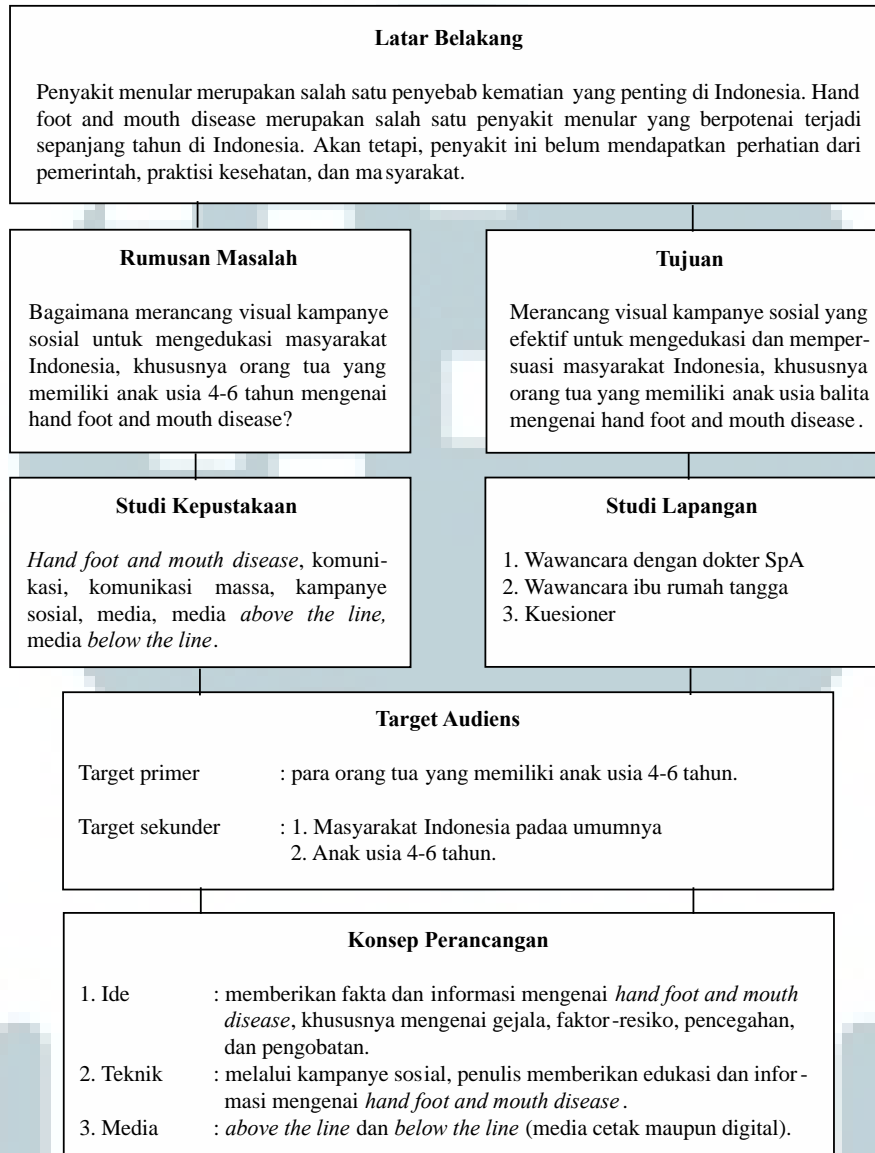 Latar Belakang
Penyakit menular merupakan salah satu penyebab kematian yang penting di Indonesia. Hand
foot and mouth disease merupakan salah satu penyakit menular yang berpotenai terjadi
sepanjang tahun di Indonesia. Akan tetapi, penyakit ini belum mendapatkan perhatian dari
pemerintah, praktisi kesehatan, dan masyarakat.
Rumusan Masalah
Bagaimana merancang visual kampanye
sosial untuk mengedukasi masyarakat
Indonesia, khususnya orang tua yang
memiliki anak usia 4-6 tahun mengenai
hand foot and mouth disease?
Tujuan
Merancang visual kampanye sosial yang
efektif untuk mengedukasi dan memper-
suasi masyarakat Indonesia, khususnya
orang tua yang memiliki anak usia balita
mengenai hand foot and mouth disease.
Studi Kepustakaan
Hand foot and mouth disease, komuni-
kasi, komunikasi massa, kampanye
sosial, media, media above the line,
media below the line.
Studi Lapangan
1. Wawancara dengan dokter SpA
2. Wawancara ibu rumah tangga
3. Kuesioner
Target Audiens
Target primer : para orang tua yang memiliki anak usia 4-6 tahun.
Target sekunder : 1. Masyarakat Indonesia padaa umumnya
2. Anak usia 4-6 tahun.
Konsep Perancangan
1. Ide : memberikan fakta dan informasi mengenai hand foot and mouth
disease, khususnya mengenai gejala, faktor-resiko, pencegahan,
dan pengobatan.
2. Teknik : melalui kampanye sosial, penulis memberikan edukasi dan infor-
masi mengenai hand foot and mouth disease.
3. Media : above the line dan below the line (media cetak maupun digital).